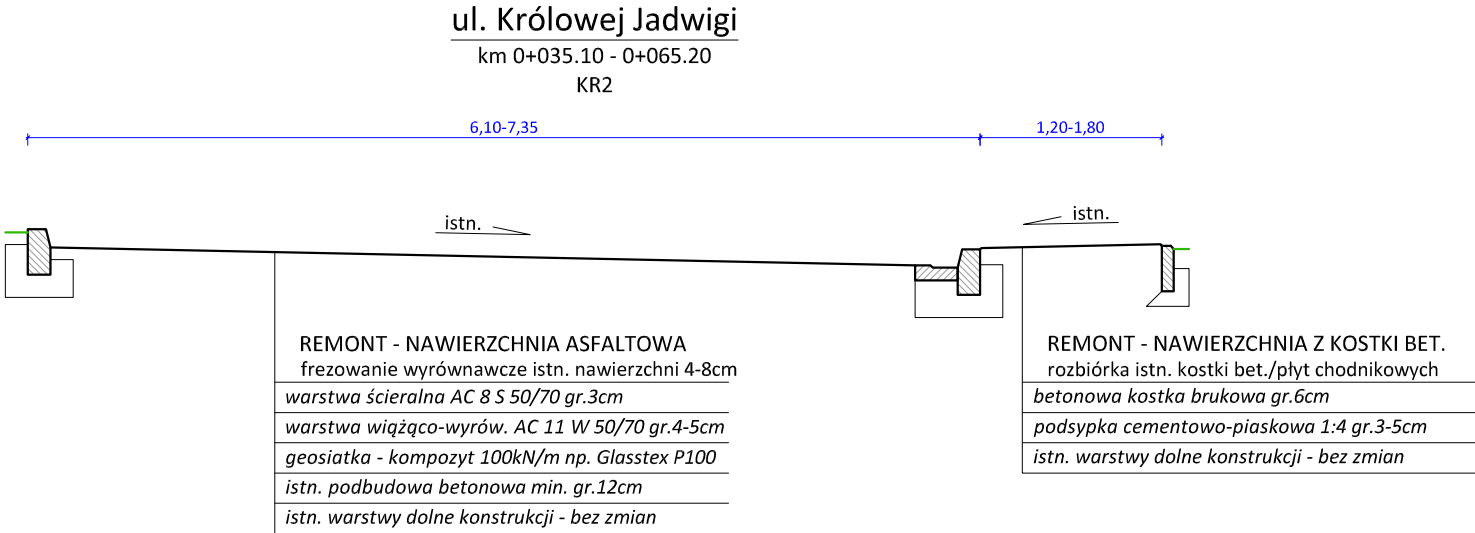 ul. Królowej Jadwigi
km 0+035.10 - 0+065.20
KR2
6,10-7,35
1,20-1,80
istn.
istn.
REMONT - NAWIERZCHNIA ASFALTOWA
frezowanie wyrównawcze istn. nawierzchni 4-8cm
warstwa ścieralna AC 8 S 50/70 gr.3cm
warstwa wiążąco-wyrów. AC 11 W 50/70 gr.4-5cm
geosiatka - kompozyt 100kN/m np. Glasstex P100
istn. podbudowa betonowa min. gr.12cm
istn. warstwy dolne konstrukcji - bez zmian
REMONT - NAWIERZCHNIA Z KOSTKI BET.
rozbiórka istn. kostki bet./płyt chodnikowych
betonowa kostka brukowa gr.6cm
podsypka cementowo-piaskowa 1:4 gr.3-5cm
istn. warstwy dolne konstrukcji - bez zmian